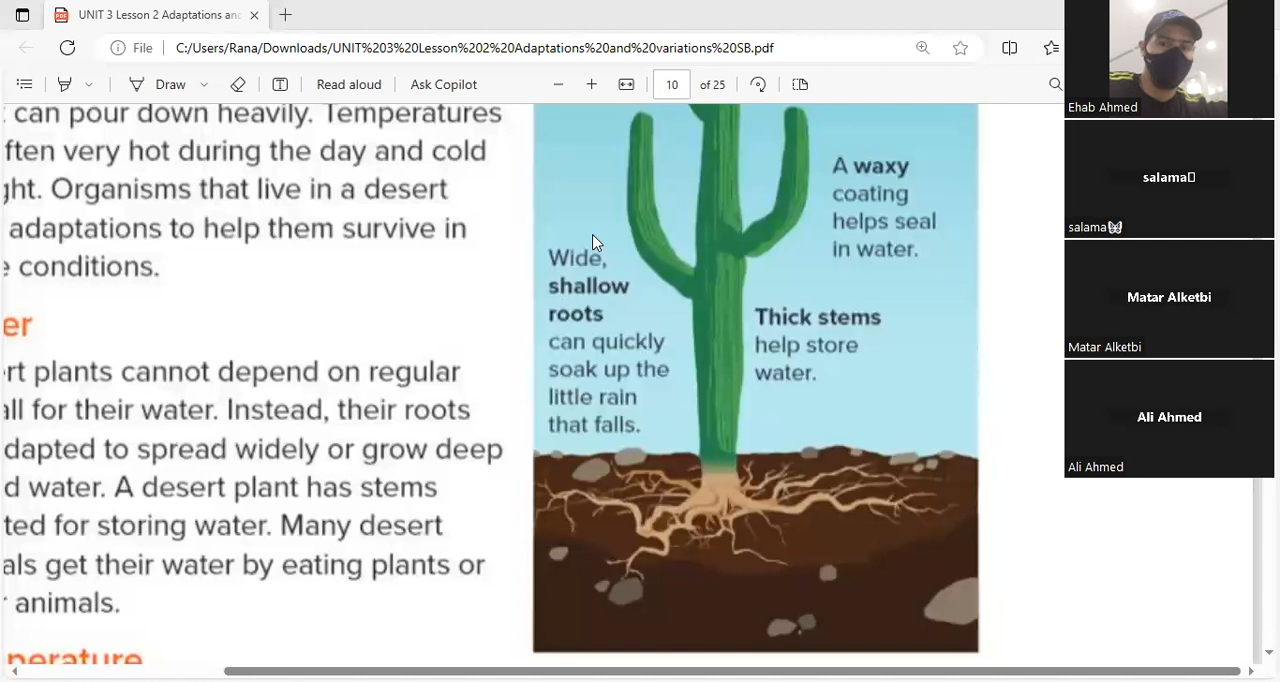 UNIT 3 Lesson 2 Adaptations and
File
C:/Users/Rana/Downloads/UNIT%203%20Lesson%202%20Adaptations%20and%20variations%20SB.pdf
Draw
Read aloud
Ask Copilot
10 of 25
can pour down heavily. Temperatures
ften very hot during the day and cold
ght. Organisms that live in a desert
adaptations to help them survive in
e conditions.
er
rt plants cannot depend on regular
all for their water. Instead, their roots
dapted to spread widely or grow deep
d water. A desert plant has stems
ted for storing water. Many desert
als get their water by eating plants or
r animals.
perature
A waxy
coating
helps seal
in water.
Wide,
shallow
roots
can quickly
soak up the
little rain
that falls.
Thick stems
help store
water.
Ehab Ahmed
salama
salama
Matar Alketbi
Matar Alketbi
Ali Ahmed
Ali Ahmed